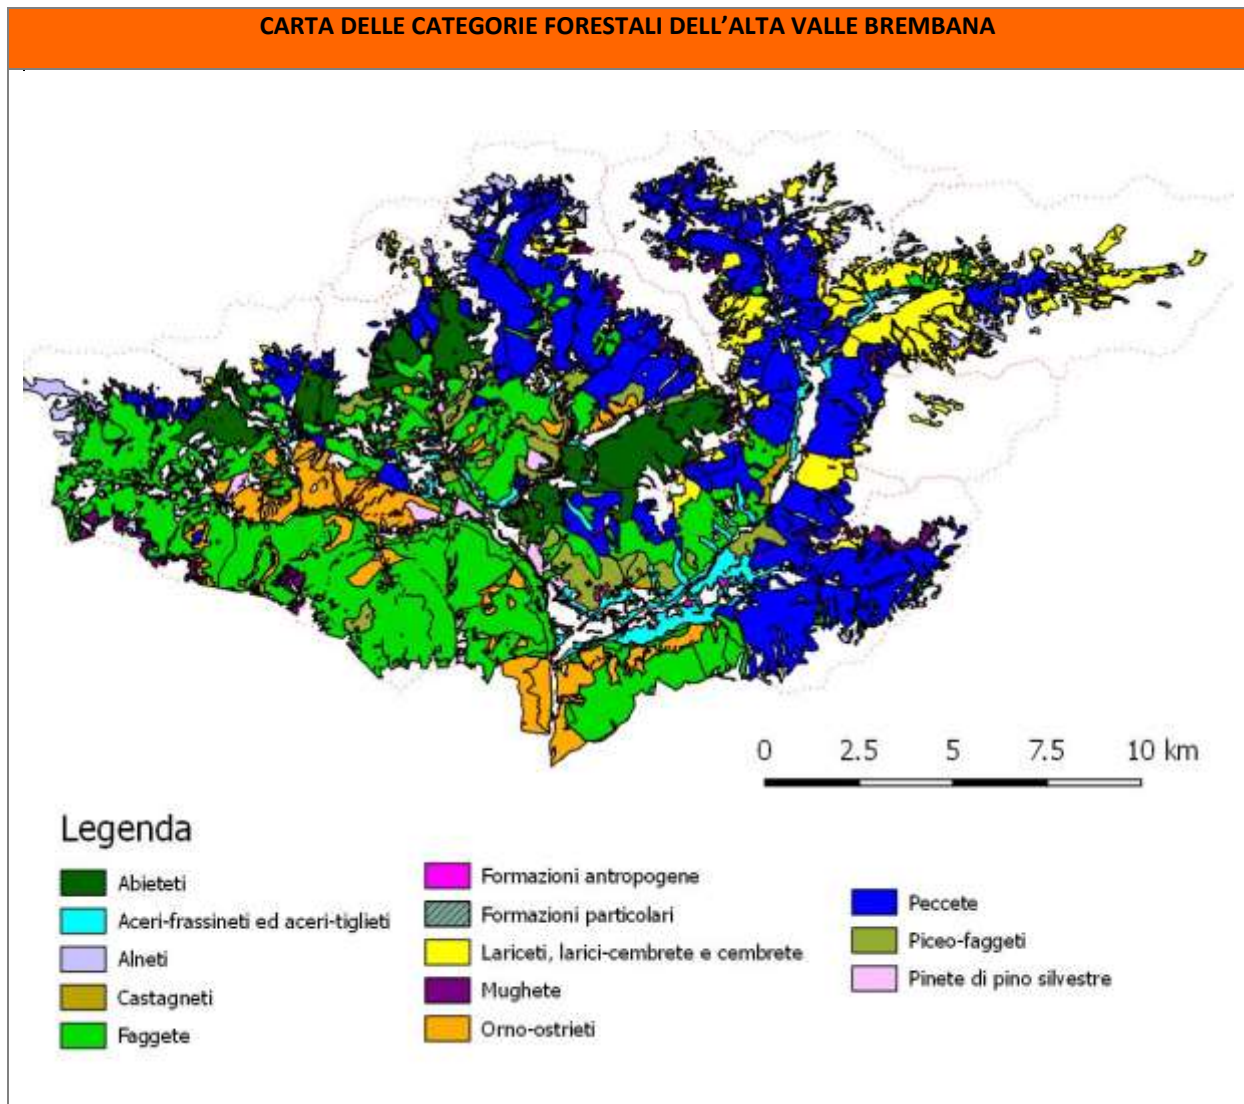 CARTA DELLE CATEGORIE FORESTALI DELL’ALTA VALLE BREMBANA
0 2.5 5 7.5 10 km
Legenda
Abieteti
Aceri-frassineti ed aceri-tiglieti
Alneti
Castagneti
Faggete
Formazioni antropogene
Formazioni particolari
Lariceti, larici-cembrete e cembrete
Mughete
Orno-ostrieti
Peccete
Piceo-faggeti
Pinete di pino silvestre